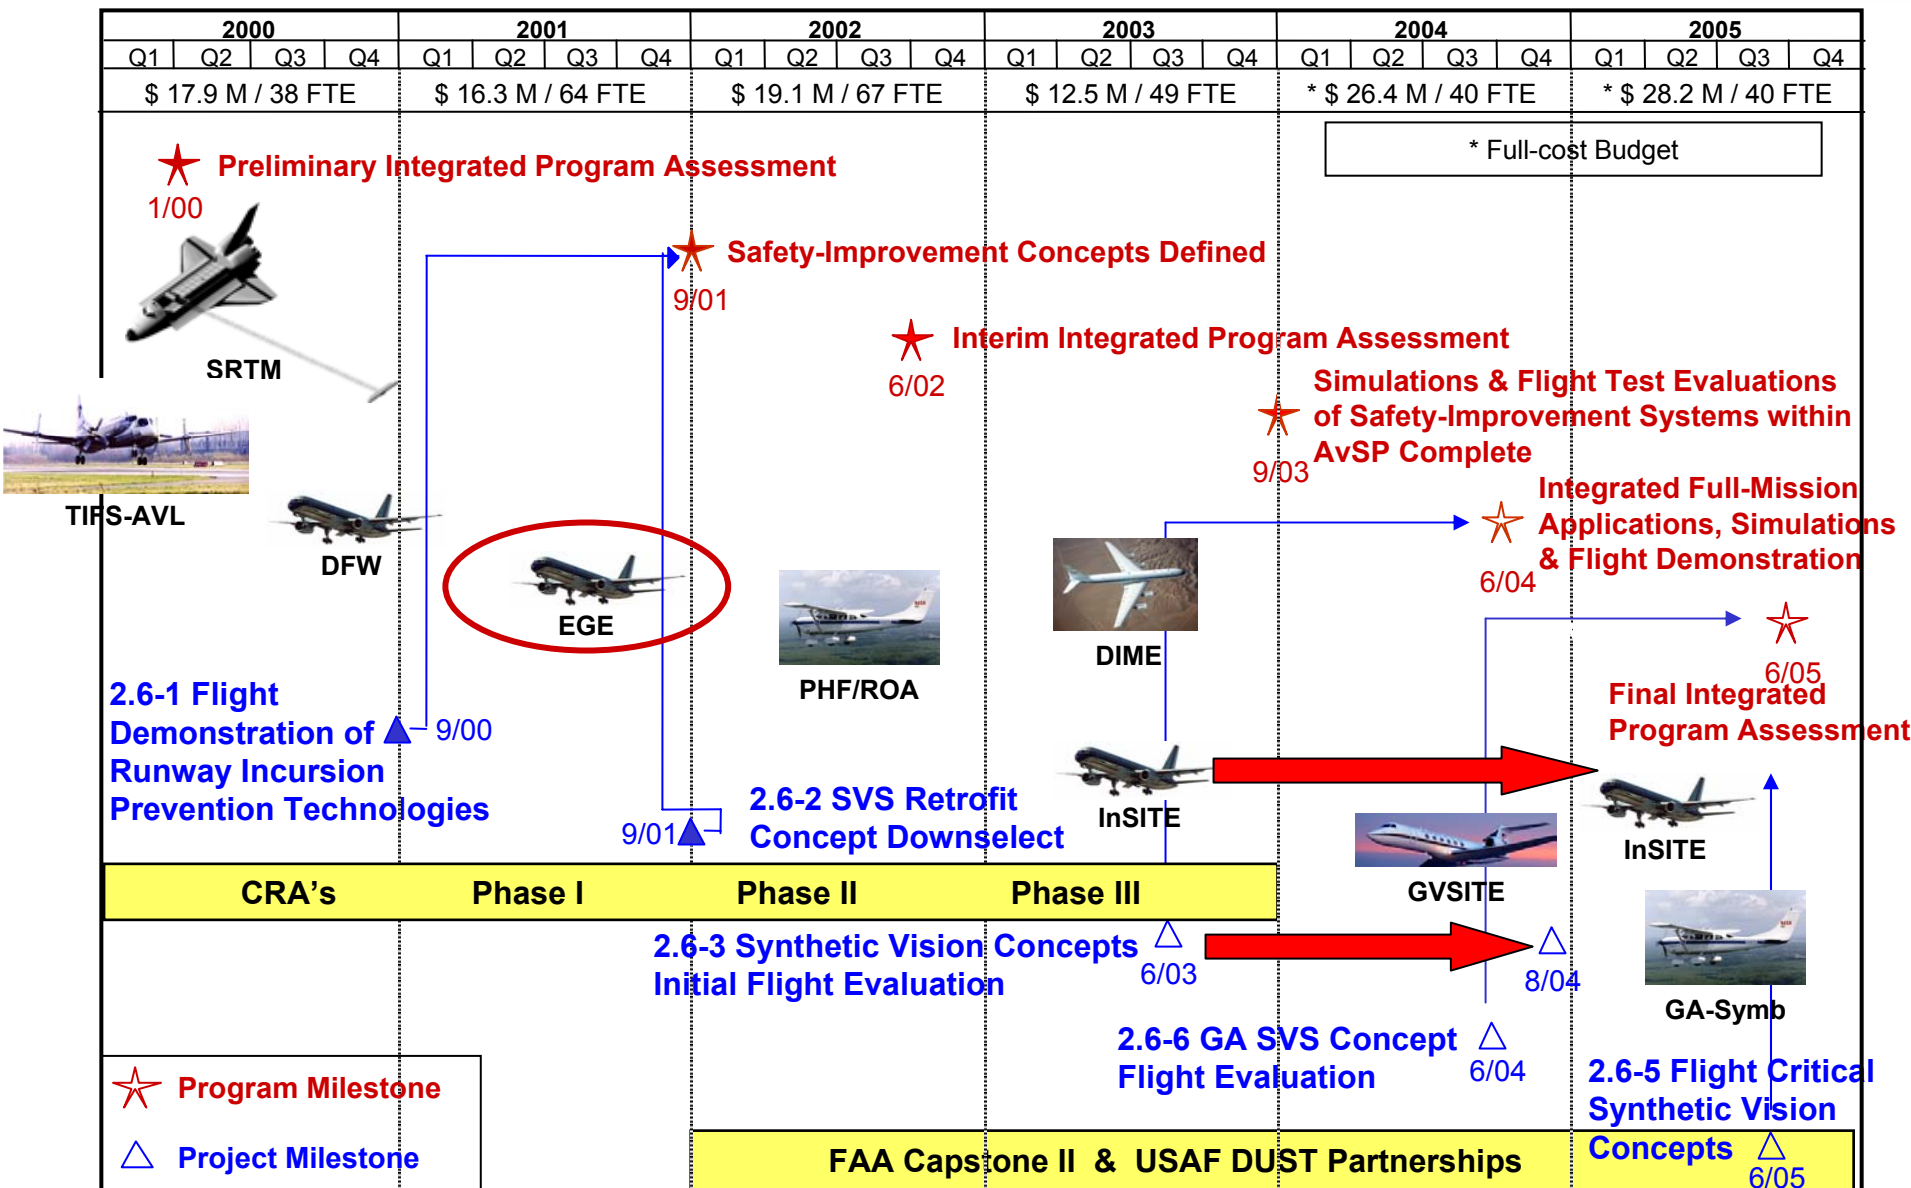 2000 2001 2002 2003 2004 2005
Q1 Q2 Q3 Q4 Q1 Q2 Q3 Q4 Q1 Q2 Q3 Q4 Q1 Q2 Q3 Q4 Q1 Q2 Q3 Q4 Q1 Q2 Q3 Q4
$ 17.9 M / 38 FTE $ 16.3 M / 64 FTE $ 19.1 M / 67 FTE $ 12.5 M / 49 FTE * $ 26.4 M / 40 FTE * $ 28.2 M / 40 FTE
* Full-cost Budget
Preliminary Integrated Program Assessment
1/00
Safety-Improvement Concepts Defined
9/01
SRTM
Interim Integrated Program Assessment
6/02
Simulations & Flight Test Evaluations
of Safety-Improvement Systems within
AvSP Complete
9/03
TIFS-AVL
DFW
EGE
PHF/ROA
DIME
Integrated Full-Mission
Applications, Simulations
& Flight Demonstration
6/04
6/05
Final Integrated
Program Assessment
2.6-1 Flight
Demonstration of
Runway Incursion
Prevention Technologies
9/00
9/01
2.6-2 SVS Retrofit
Concept Downselect
InSITE
InSITE
GVSITE
CRA's Phase I Phase II Phase III
2.6-3 Synthetic Vision Concepts
Initial Flight Evaluation
6/03
8/04
GA-Symb
2.6-6 GA SVS Concept
Flight Evaluation
6/04
2.6-5 Flight Critical
Synthetic Vision
Concepts
6/05
Program Milestone
Project Milestone
FAA Capstone II & USAF DUST Partnerships